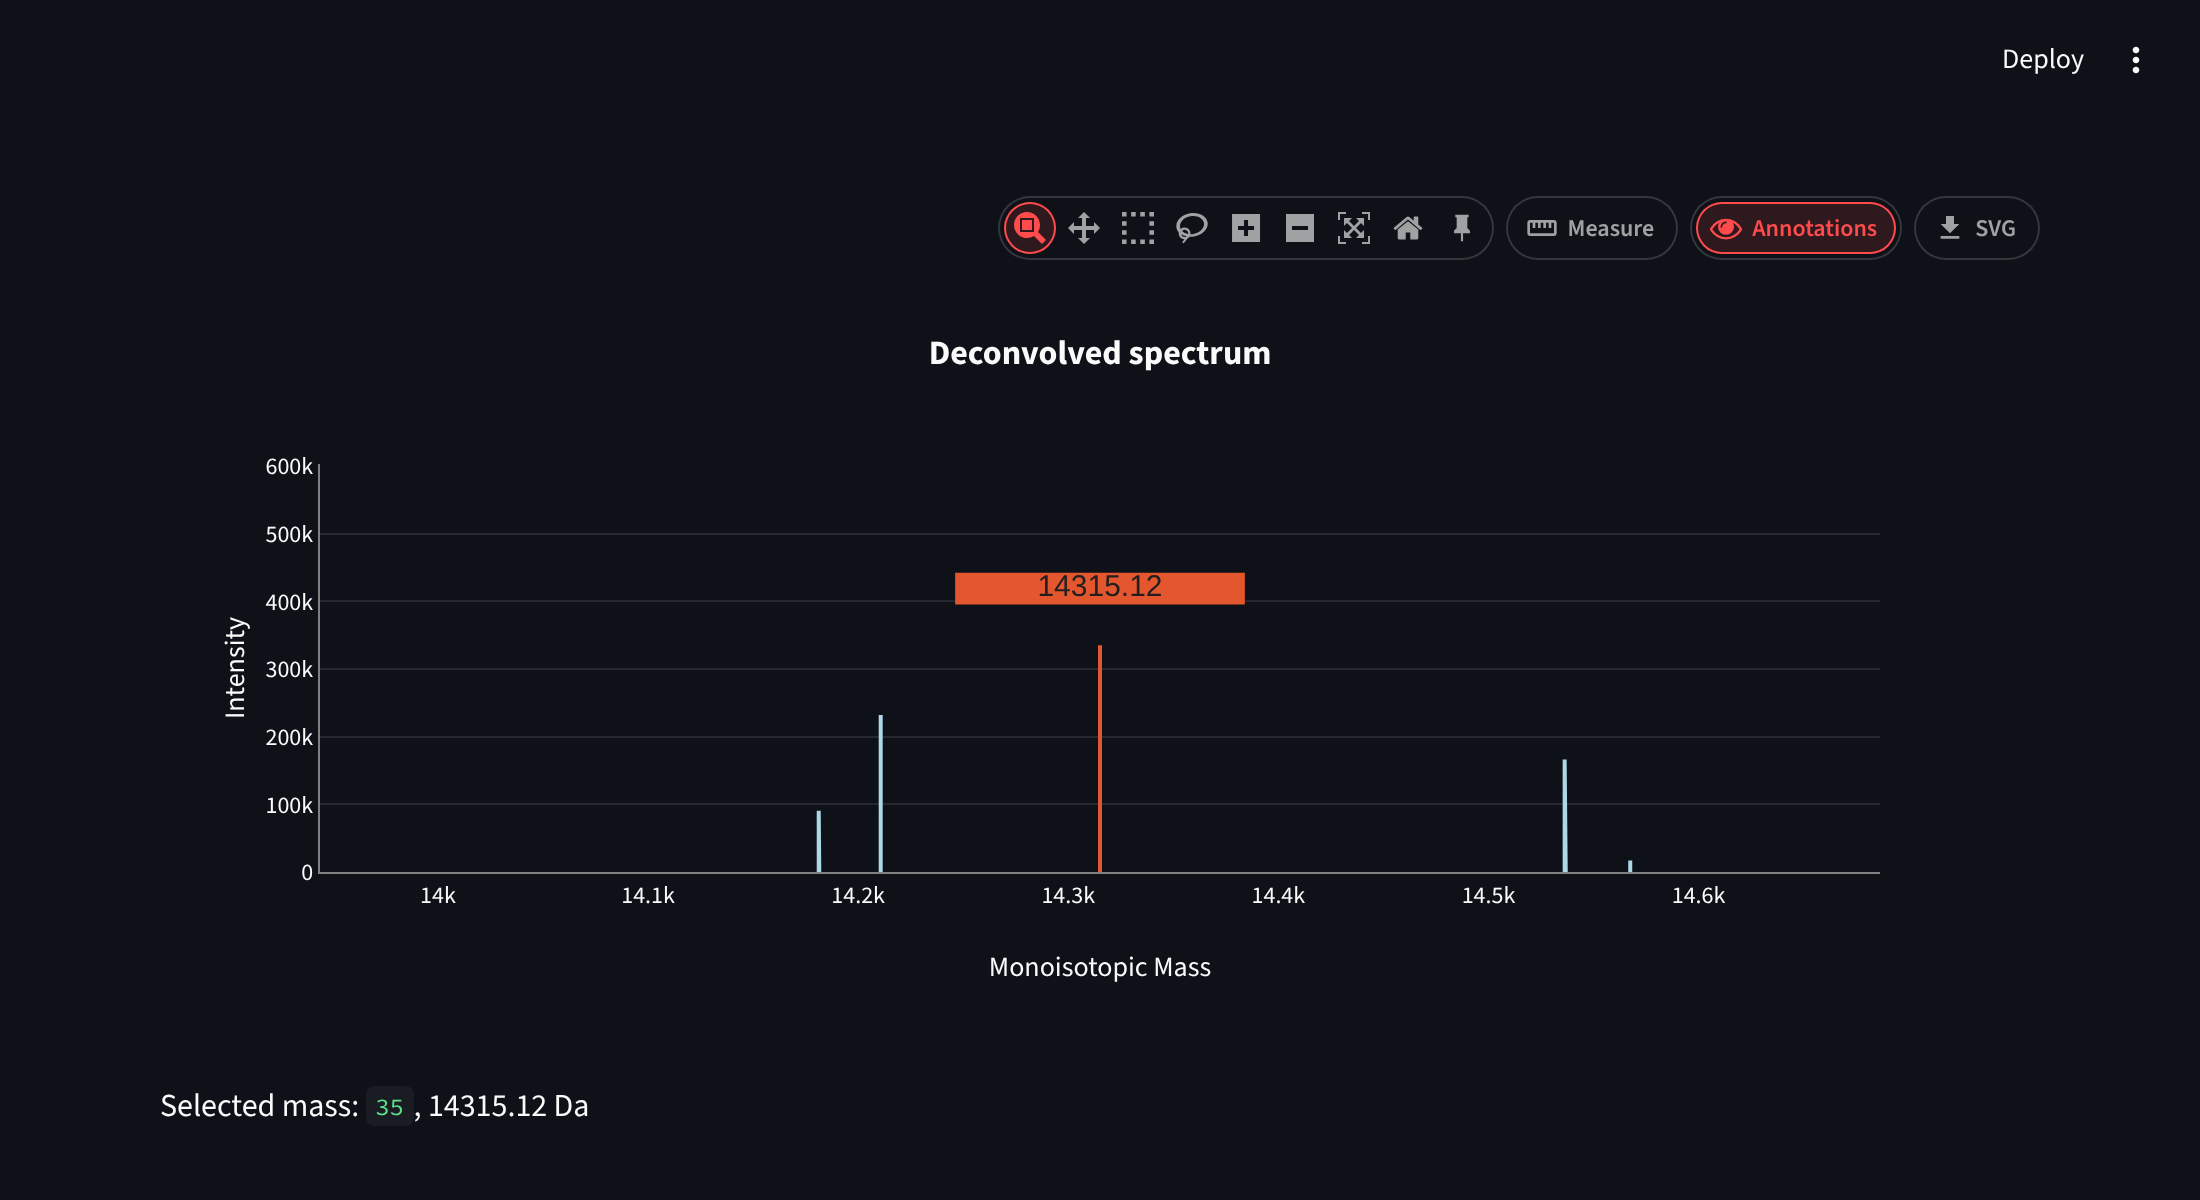 Deploy
Measure
Annotations
SVG
Deconvolved spectrum
600k
500k
14315.12
400k
300k
200k
100k
0
Intensity
14k 14.1k 14.2k 14.3k 14.4k 14.5k 14.6k
Monoisotopic Mass
Selected mass: 35, 14315.12 Da